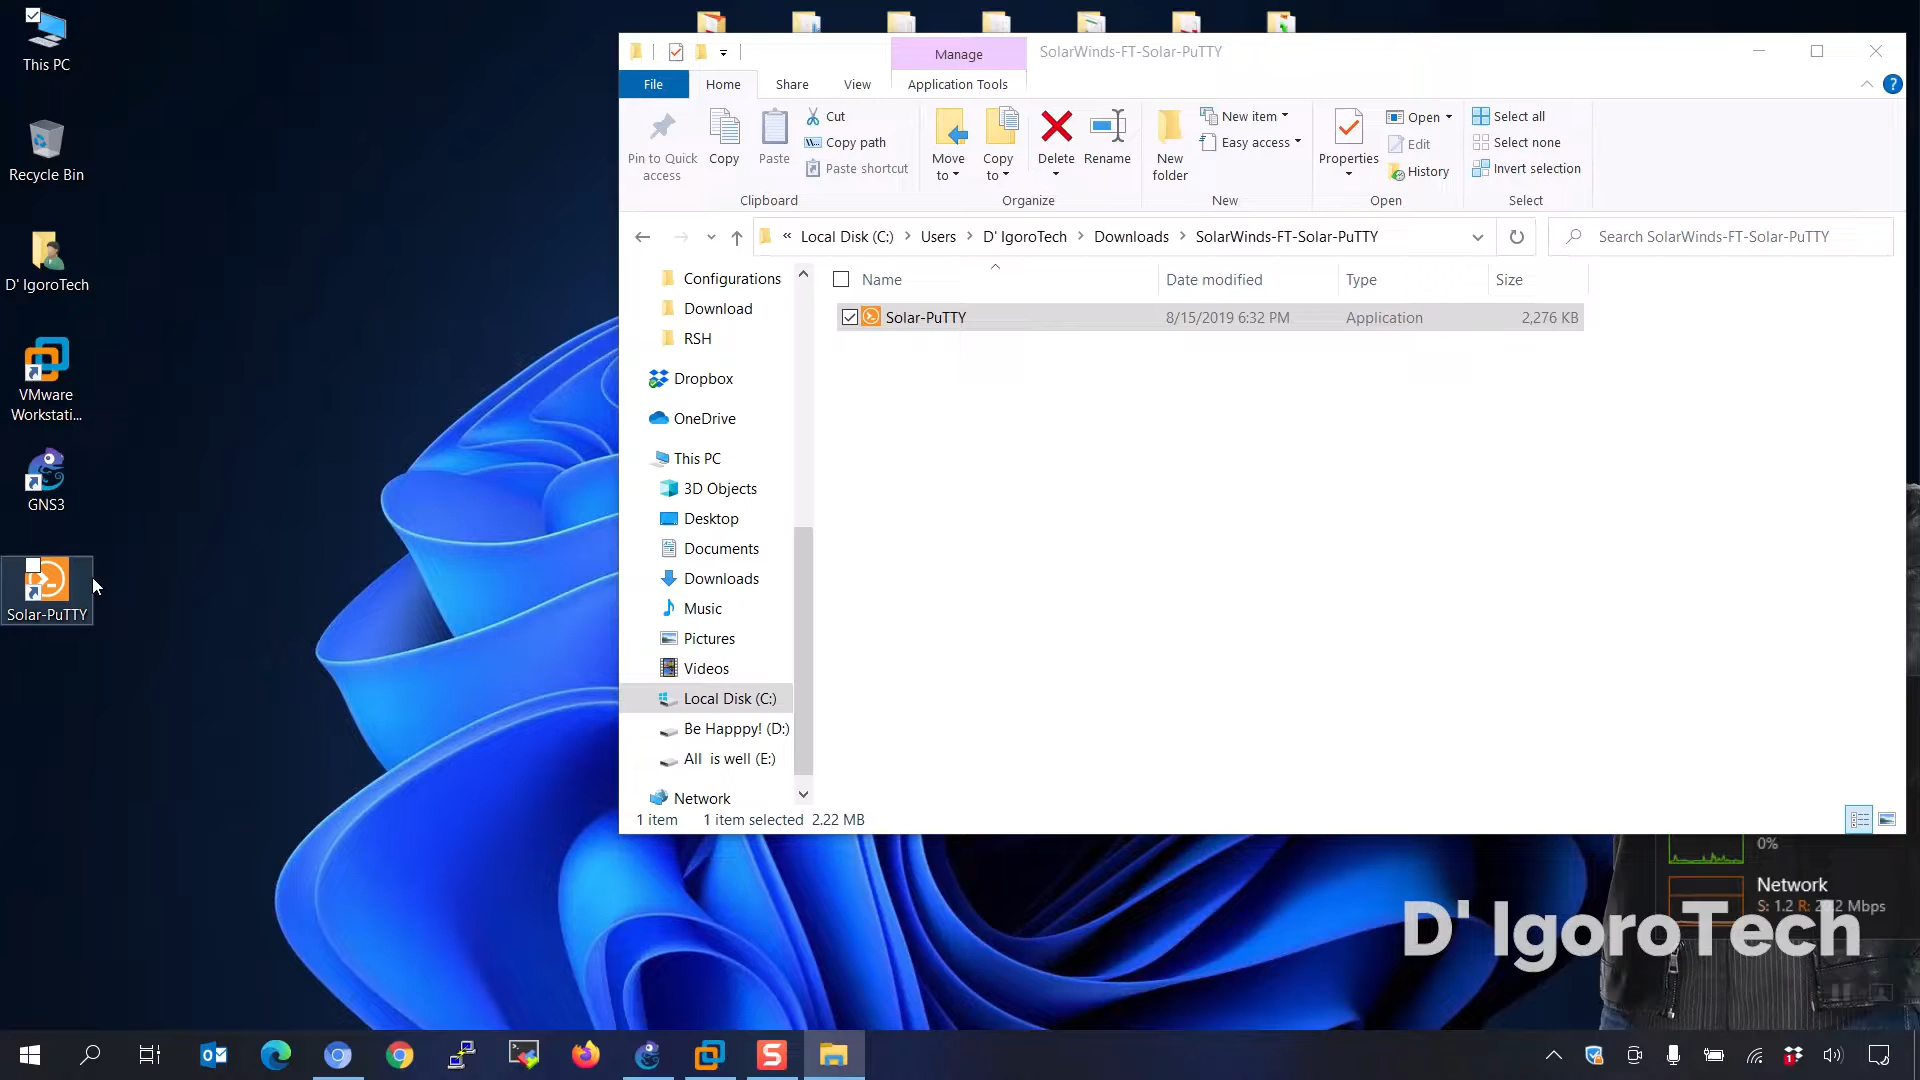 This PC
Recycle Bin
D' IgoroTech
VMware
Workstati...
GNS3
Solar-PuTTY
Manage
SolarWinds-FT-Solar-PuTTY
File
Home
Share
View
Application Tools
Pin to Quick
access
Copy
Paste
Cut
Copy path
Paste shortcut
Clipboard
Move
to
Copy
to
Delete
Rename
Organize
New
folder
New item
Easy access
New
Properties
Open
Edit
History
Open
Select all
Select none
Invert selection
Select
« Local Disk (C:) > Users > D' IgoroTech > Downloads > SolarWinds-FT-Solar-PuTTY
Search SolarWinds-FT-Solar-PuTTY
Configurations
Download
RSH
Dropbox
OneDrive
This PC
3D Objects
Desktop
Documents
Downloads
Music
Pictures
Videos
Local Disk (C:)
Be Happpy! (D:)
All is well (E:)
Network
Name Date modified Type Size
Solar-PuTTY 8/15/2019 6:32 PM Application 2,276 KB
1 item 1 item selected 2.22 MB
0%
Network
S: 1.2 R: Mbps
D' IgoroTech